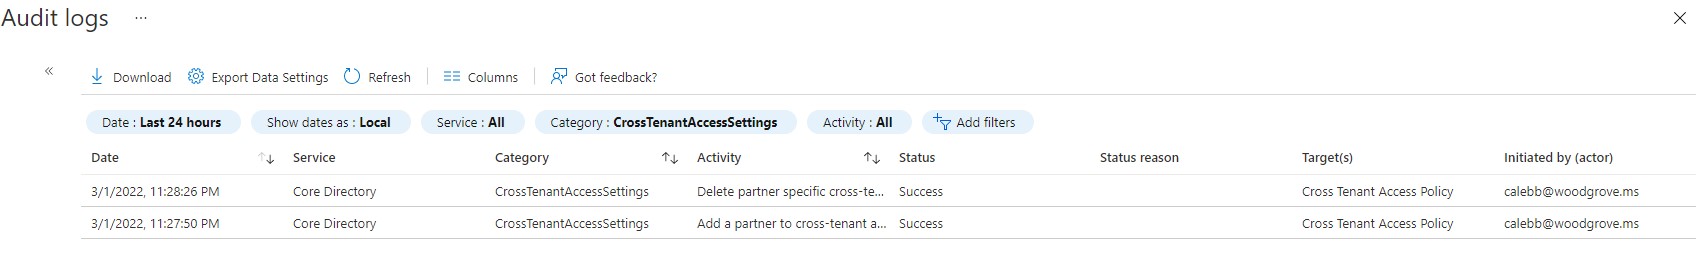 Audit logs ...
« Download Export Data Settings Refresh Columns Got feedback?
Date : Last 24 hours Show dates as : Local Service : All Category : CrossTenantAccessSettings Activity : All Add filters
Date Service Category Activity Status Status reason Target(s) Initiated by (actor)
3/1/2022, 11:28:26 PM Core Directory CrossTenantAccessSettings Delete partner specific cross-te... Success Cross Tenant Access Policy calebb@woodgrove.ms
3/1/2022, 11:27:50 PM Core Directory CrossTenantAccessSettings Add a partner to cross-tenant a... Success Cross Tenant Access Policy calebb@woodgrove.ms